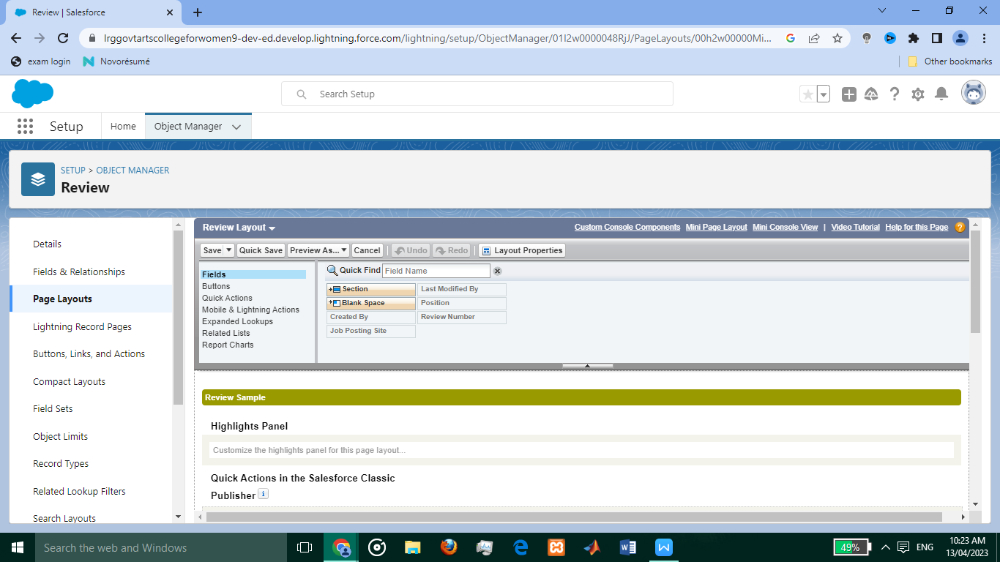 Review | Salesforce
lrggovtartscollegeforwomen9-dev-ed.develop.lightning.force.com/lightning/setup/ObjectManager/01I2w0000048RjJ/PageLayouts/00h2w00000Mi...
exam login
Novorésumé
Other bookmarks
Search Setup
Setup
Home
Object Manager
SETUP > OBJECT MANAGER
Review
Details
Fields & Relationships
Page Layouts
Lightning Record Pages
Buttons, Links, and Actions
Compact Layouts
Field Sets
Object Limits
Record Types
Related Lookup Filters
Search Layouts
Review Layout
Custom Console Components Mini Page Layout Mini Console View | Video Tutorial Help for this Page ?
Save Quick Save Preview As... Cancel Undo Redo Layout Properties
Fields
Buttons
Quick Actions
Mobile & Lightning Actions
Expanded Lookups
Related Lists
Report Charts
Quick Find Field Name
Section Last Modified By
Blank Space Position
Created By Review Number
Job Posting Site
Review Sample
Highlights Panel
Customize the highlights panel for this page layout...
Quick Actions in the Salesforce Classic
Publisher i
Search the web and Windows
49%
ENG
10:23 AM
13/04/2023